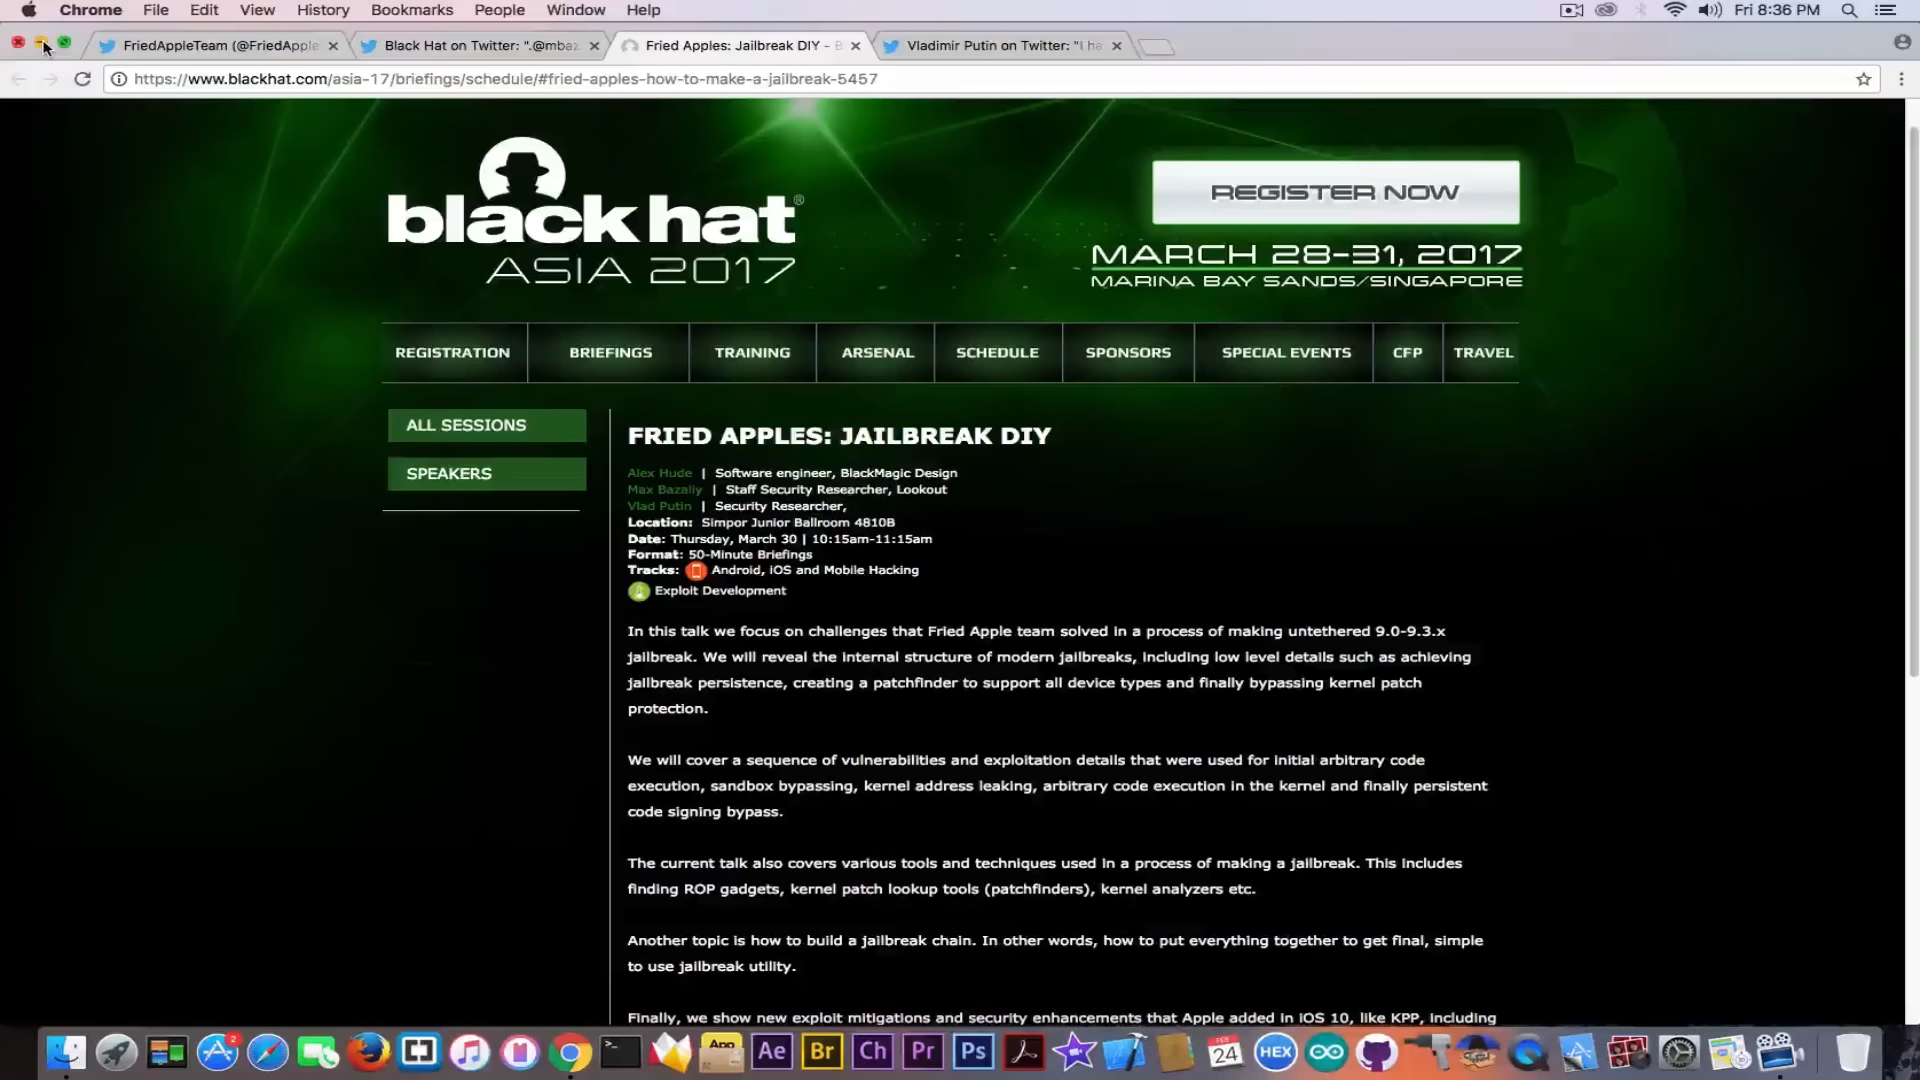 Chrome File Edit View History Bookmarks People Window Help Fri 8:36 PM
FriedAppleTeam (@FriedApple Black Hat on Twitter: ".@mbaz Fried Apples: Jailbreak DIY - B Vladimir Putin on Twitter: "I ha
https://www.blackhat.com/asia-17/briefings/schedule/#fried-apples-how-to-make-a-jailbreak-5457
black hat®
ASIA 2017
REGISTER NOW
MARCH 28-31, 2017
MARINA BAY SANDS/SINGAPORE
REGISTRATION BRIEFINGS TRAINING ARSENAL SCHEDULE SPONSORS SPECIAL EVENTS CFP TRAVEL
ALL SESSIONS
SPEAKERS
FRIED APPLES: JAILBREAK DIY
Alex Hude | Software engineer, BlackMagic Design
Max Bazaliy | Staff Security Researcher, Lookout
Vlad Putin | Security Researcher,
Location: Simpor Junior Ballroom 4810B
Date: Thursday, March 30 | 10:15am-11:15am
Format: 50-Minute Briefings
Tracks: Android, iOS and Mobile Hacking
Exploit Development
In this talk we focus on challenges that Fried Apple team solved in a process of making untethered 9.0-9.3.x
jailbreak. We will reveal the internal structure of modern jailbreaks, including low level details such as achieving
jailbreak persistence, creating a patchfinder to support all device types and finally bypassing kernel patch
protection.
We will cover a sequence of vulnerabilities and exploitation details that were used for initial arbitrary code
execution, sandbox bypassing, kernel address leaking, arbitrary code execution in the kernel and finally persistent
code signing bypass.
The current talk also covers various tools and techniques used in a process of making a jailbreak. This includes
finding ROP gadgets, kernel patch lookup tools (patchfinders), kernel analyzers etc.
Another topic is how to build a jailbreak chain. In other words, how to put everything together to get final, simple
to use jailbreak utility.
Finally, we show new exploit mitigations and security enhancements that Apple added in iOS 10, like KPP, including
2 App Ae Br Ch Pr Ps FEB 24 HEX